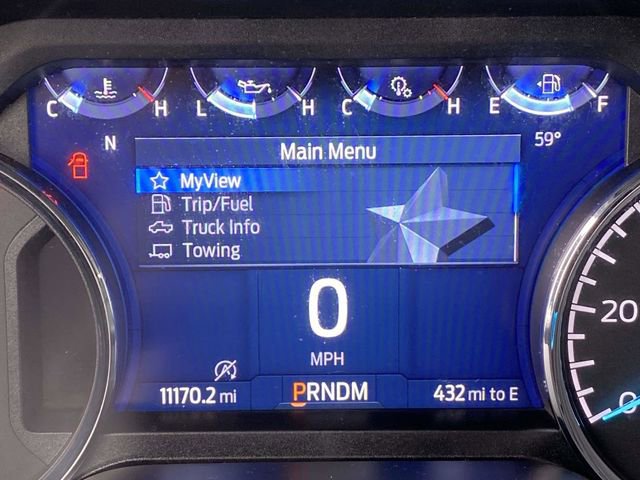 C H L H C H E F
N 59°
Main Menu
MyView
Trip/Fuel
Truck Info
Towing
0
MPH
11170.2 mi PRNDM 432 mi to E
20
0